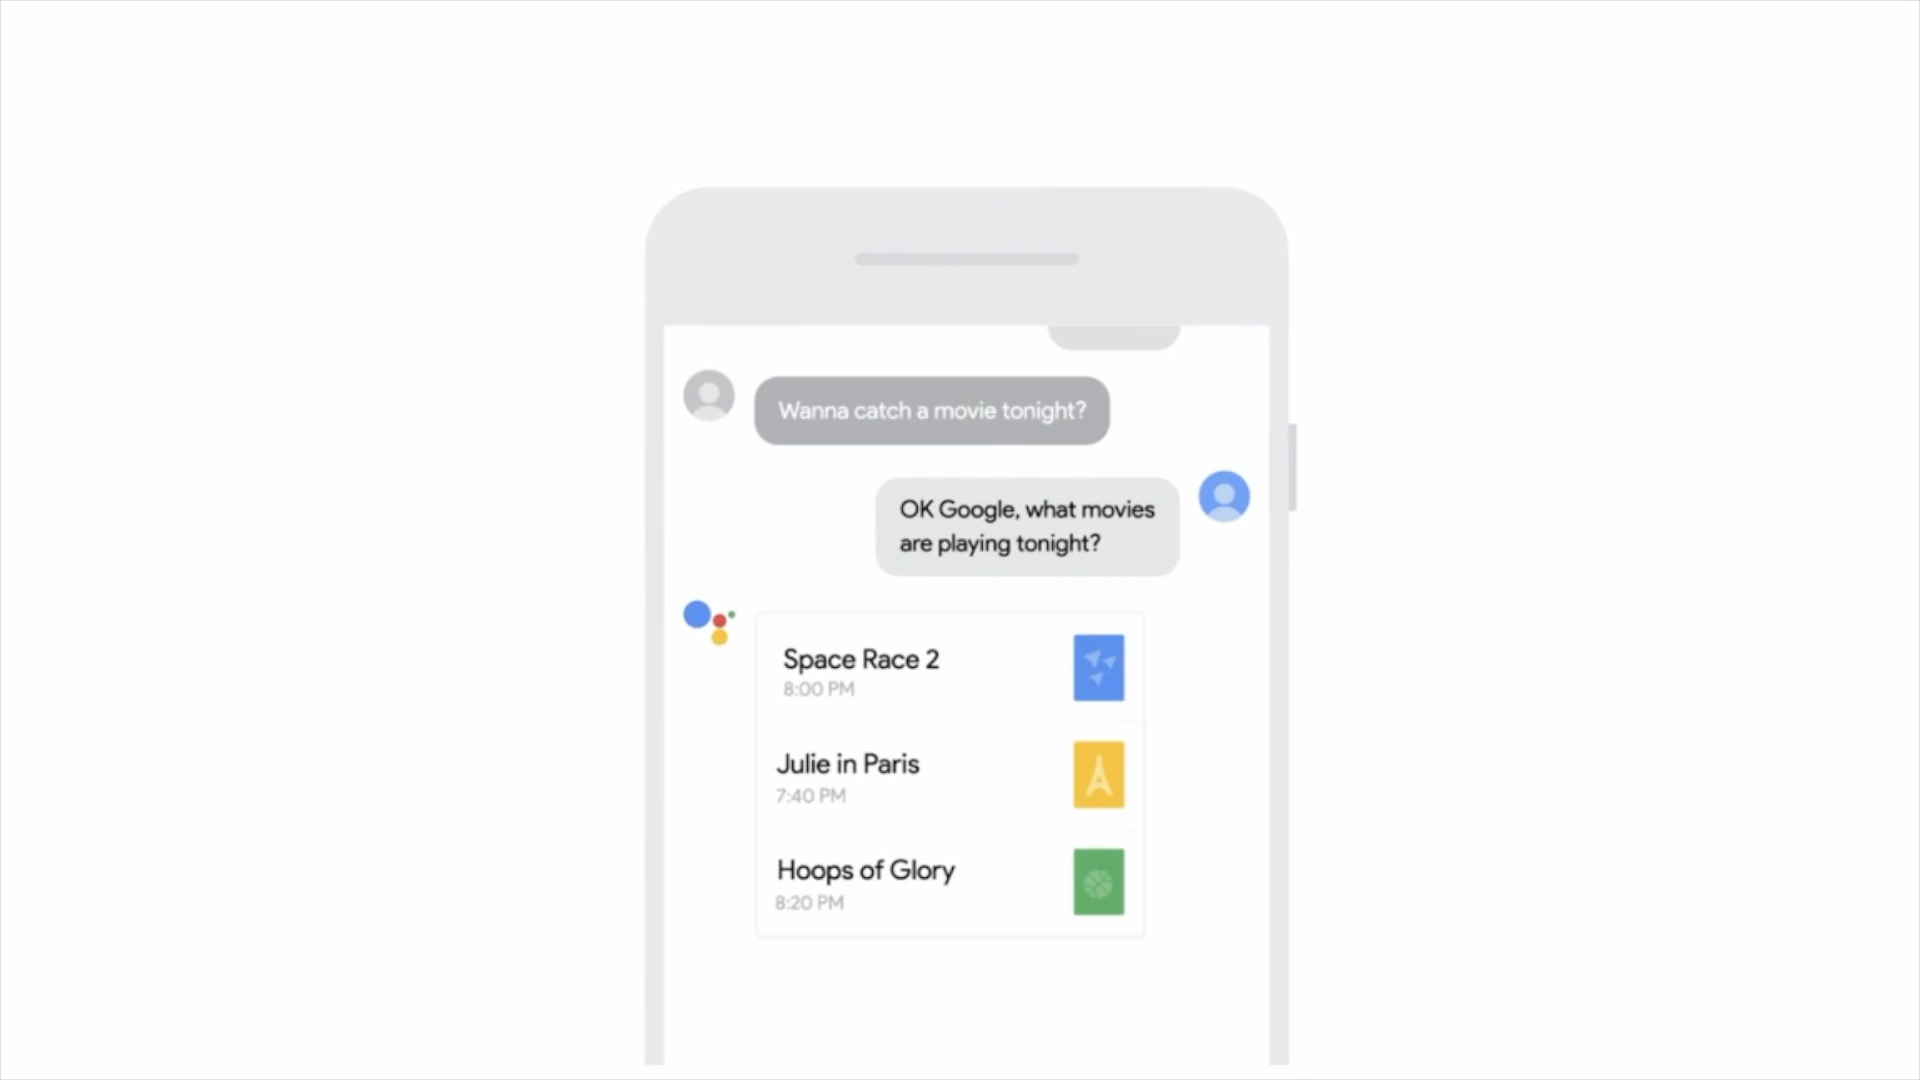 Wanna catch a movie tonight?
OK Google, what movies
are playing tonight?
Space Race 2
8:00 PM
Julie in Paris
7:40 PM
Hoops of Glory
8:20 PM